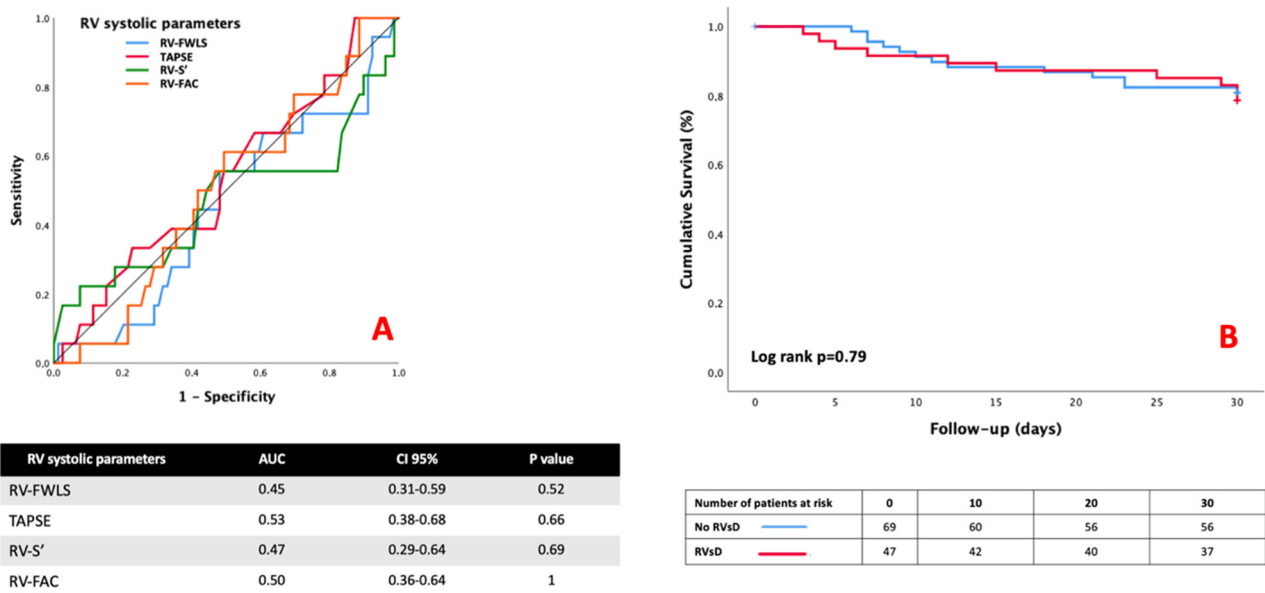 RV systolic parameters
RV-FWLS
TAPSE
RV-S’
RV-FAC
Sensitivity
1.0
0.8
0.6
0.4
0.2
0.0
0.0 0.2 0.4 0.6 0.8 1.0
1 - Specificity
A
RV systolic parameters AUC CI 95% P value
RV-FWLS 0.45 0.31-0.59 0.52
TAPSE 0.53 0.38-0.68 0.66
RV-S’ 0.47 0.29-0.64 0.69
RV-FAC 0.50 0.36-0.64 1
Cumulative Survival (%)
1.0
0.8
0.6
0.4
0.2
0.0
Log rank p=0.79
B
0 5 10 15 20 25 30
Follow-up (days)
Number of patients at risk 0 10 20 30
No RVsD 69 60 56 56
RVsD 47 42 40 37